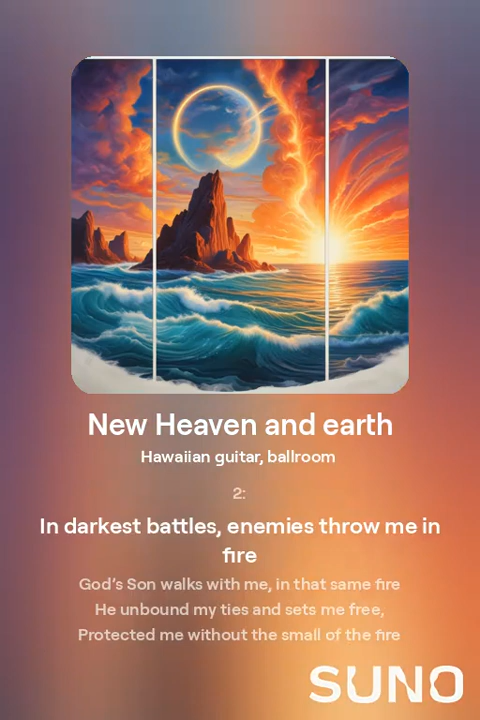 New Heaven and earth
Hawaiian guitar, ballroom
2:
In darkest battles, enemies throw me in
fire
God's Son walks with me, in that same fire
He unbound my ties and sets me free,
Protected me without the small of the fire
SUNO